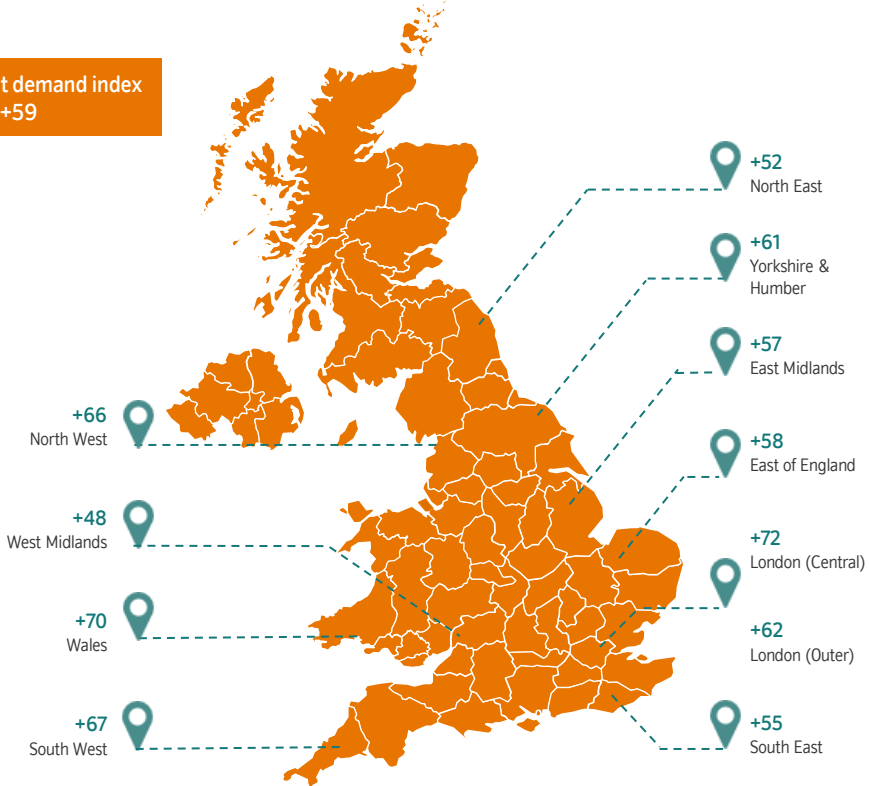 t demand index
+59
+52
North East
+61
Yorkshire &
Humber
+57
East Midlands
+66
North West
+58
East of England
+48
West Midlands
+72
London (Central)
+70
Wales
+62
London (Outer)
+67
South West
+55
South East